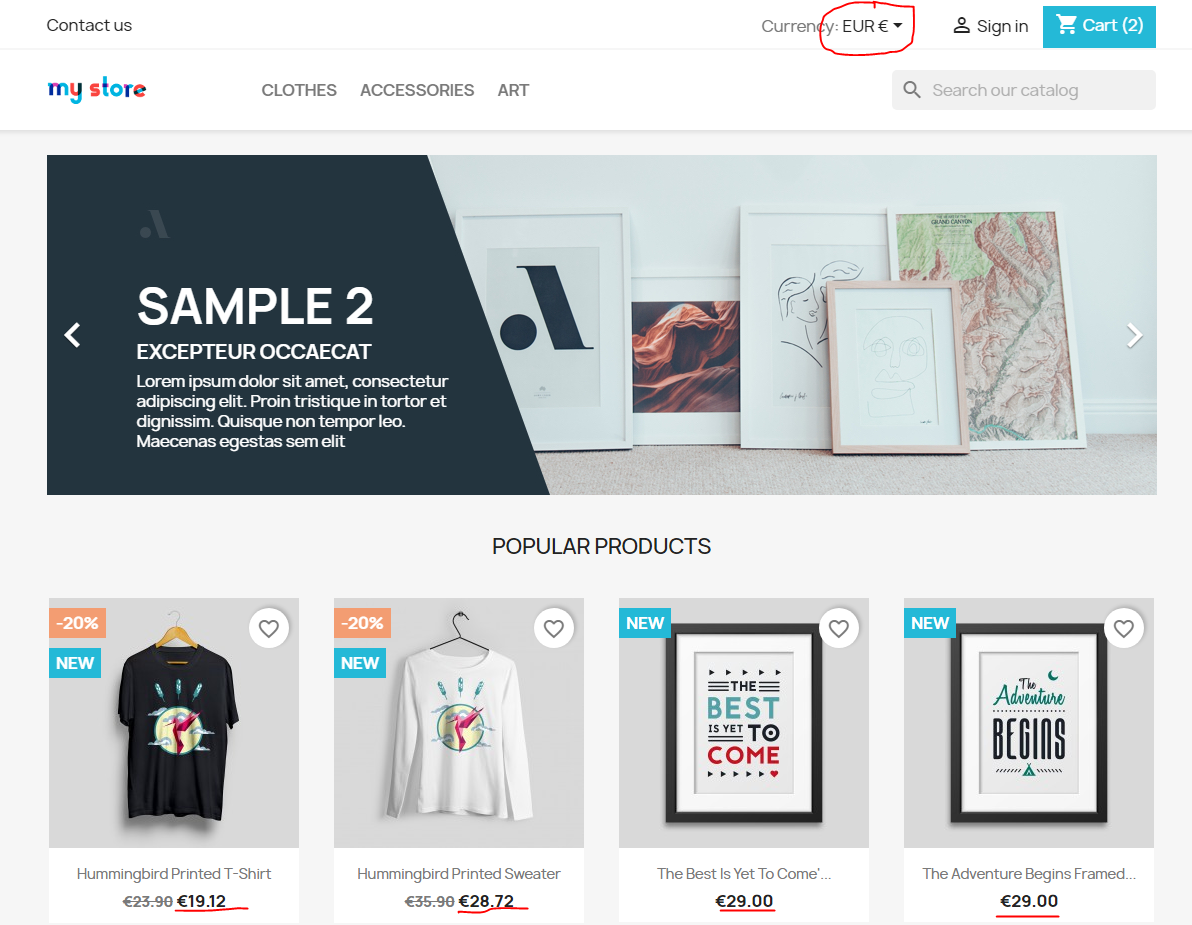 Contact us
Currency: EUR €
Sign in
Cart (2)
my store
CLOTHES ACCESSORIES ART
Search our catalog
SAMPLE 2
EXCEPTEUR OCCAECAT
Lorem ipsum dolor sit amet, consectetur
adipiscing elit. Proin tristique in tortor et
dignissim. Quisque non tempor leo.
Maecenas egestas sem elit
GRAND CANYON
POPULAR PRODUCTS
-20%
NEW
Hummingbird Printed T-Shirt
€23.90 €19.12
-20%
NEW
Hummingbird Printed Sweater
€35.90 €28.72
NEW
THE
BEST
IS YET TO
COME
The Best Is Yet To Come'...
€29.00
NEW
The
Adventure
BEGINS
The Adventure Begins Framed...
€29.00